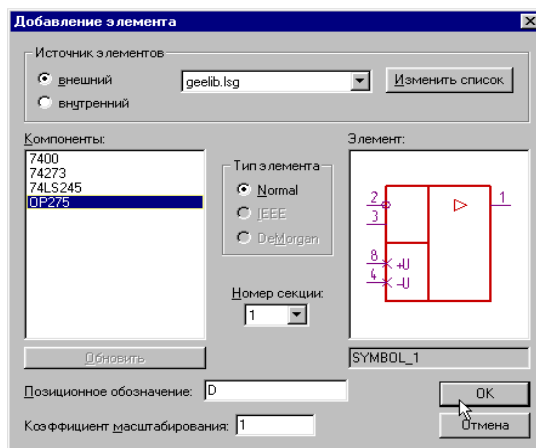 Добавление элемента
Источник элементов
внешний
geelib.lsg
Изменить список
внутренний
Компоненты:
Элемент:
7400
74273
74LS245
OP275
Тип элемента
Normal
IEEE
DeMorgan
2
3
1
8
+U
4
-U
Номер секции:
1
Обновить
SYMBOL_1
Позиционное обозначение:
D
OK
Коэффициент масштабирования:
1
Отмена